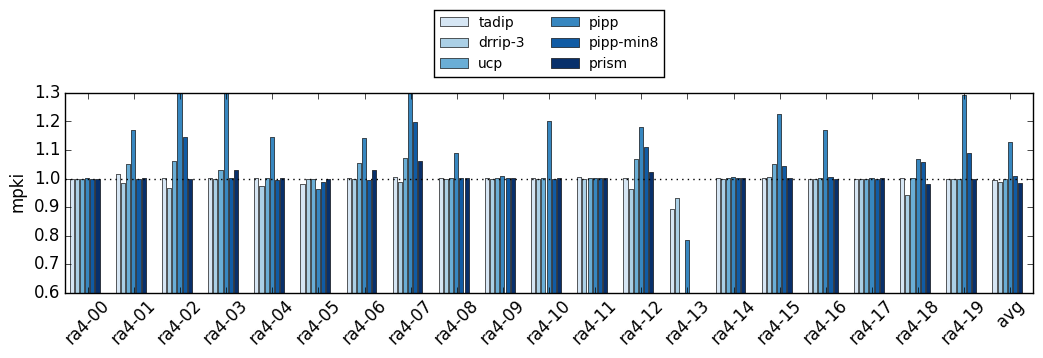 tadip pipp
drrip-3 pipp-min8
ucp prism
1.3
1.2
1.1
1.0
0.9
0.8
0.7
0.6
mpki
ra4-00 ra4-01 ra4-02 ra4-03 ra4-04 ra4-05 ra4-06 ra4-07 ra4-08 ra4-09 ra4-10 ra4-11 ra4-12 ra4-13 ra4-14 ra4-15 ra4-16 ra4-17 ra4-18 ra4-19 avg